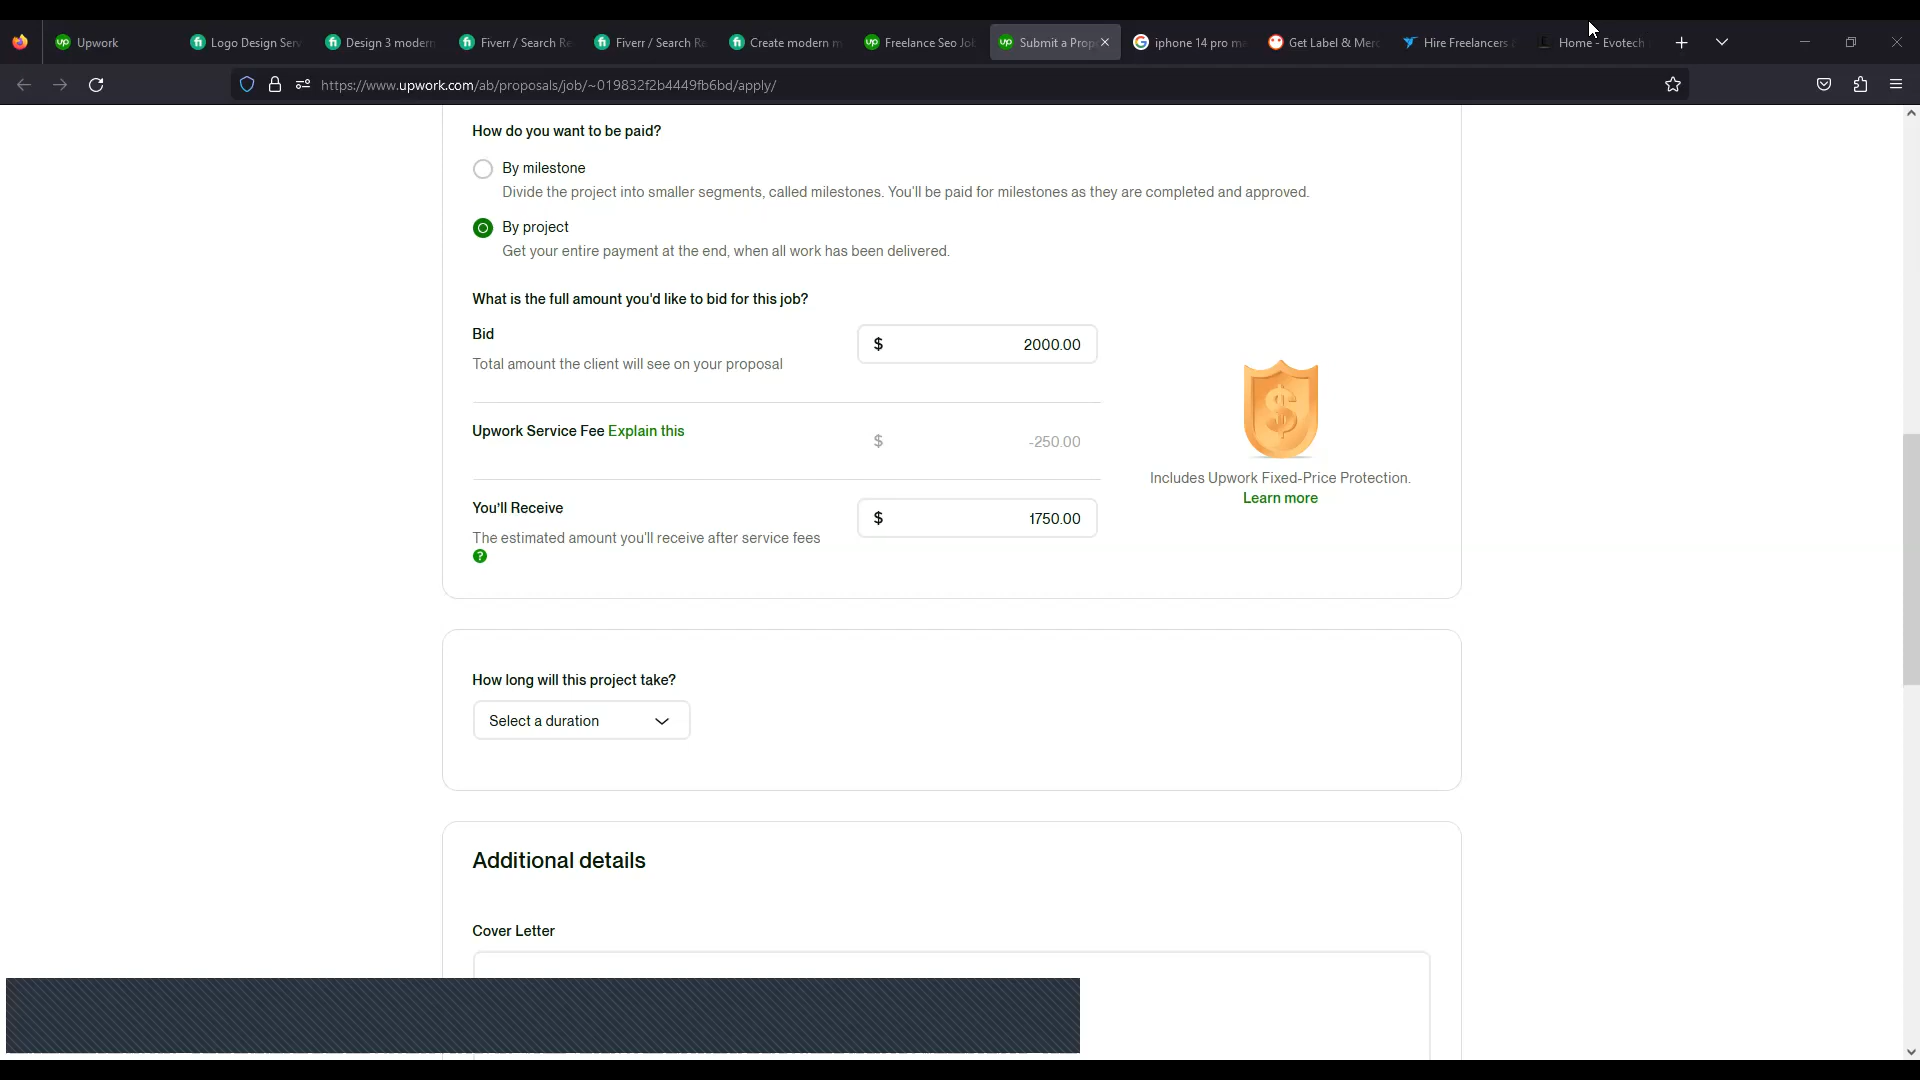 Upwork
Logo Design Serv
Design 3 modern
Fiverr / Search Re
Fiverr / Search Re
Create modern m
Freelance Seo Job
Submit a Prop
iphone 14 pro ma
Get Label & Merc
Hire Freelancers &
Home - Evotech
https://www.upwork.com/ab/proposals/job/~019832f2b4449fb6bd/apply/
How do you want to be paid?
By milestone
Divide the project into smaller segments, called milestones. You'll be paid for milestones as they are completed and approved.
By project
Get your entire payment at the end, when all work has been delivered.
What is the full amount you'd like to bid for this job?
Bid
$ 2000.00
Total amount the client will see on your proposal
Upwork Service Fee Explain this
$ -250.00
Includes Upwork Fixed-Price Protection.
Learn more
You'll Receive
$ 1750.00
The estimated amount you'll receive after service fees
?
How long will this project take?
Select a duration
Additional details
Cover Letter